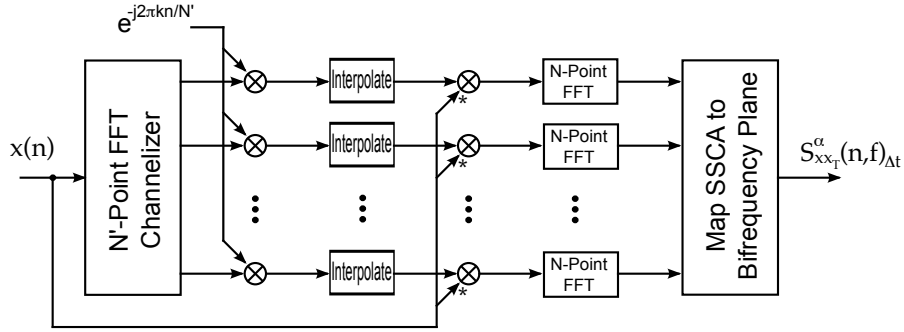 e^{-j2πkn/N'}
x(n)
N'-Point FFT
Channelizer
Interpolate
*
N-Point
FFT
Interpolate
*
N-Point
FFT
Interpolate
*
N-Point
FFT
Map SSCA to
Bifrequency Plane
S^{α}_{xx_T}(n,f)_{Δt}